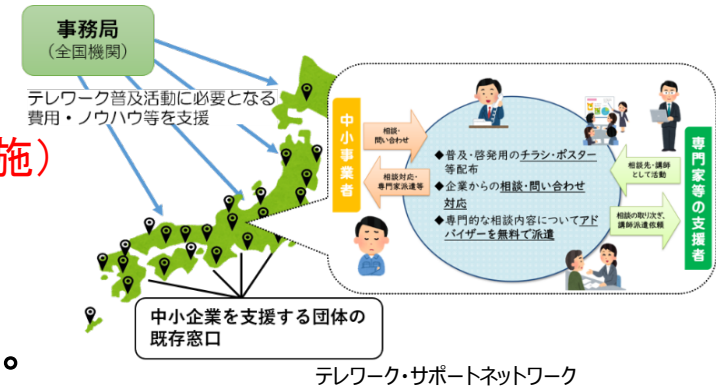 事務局
（全国機関）
テレワーク普及活動に必要となる
費用・ノウハウ等を支援
施）
中小事業者
相談・
問い合わせ
相談対応・
専門家派遣等
◆普及・啓発用のチラシ・ポスター
等配布
◆企業からの相談・問い合わせ
対応
◆専門的な相談内容についてアド
バイザーを無料で派遣
相談先・講師
として活動
相談の取り次ぎ、
講師派遣依頼
専門家等の支援者
中小企業を支援する団体の
既存窓口
。
テレワーク・サポートネットワーク